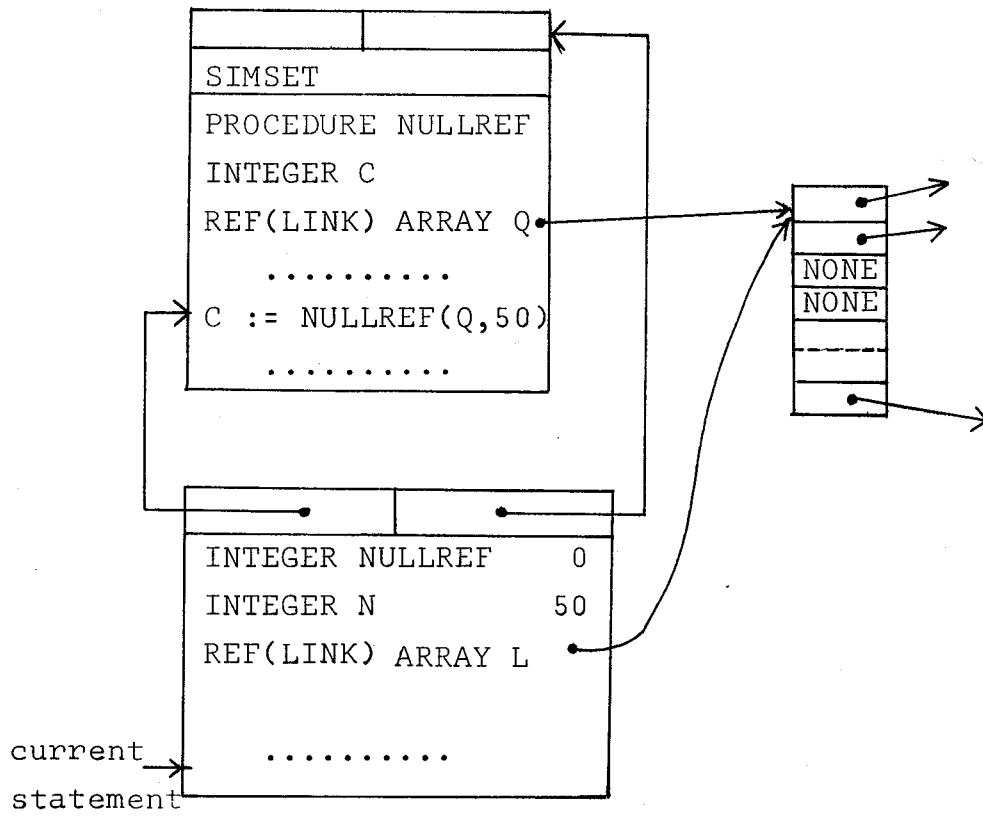 SIMSET
PROCEDURE NULLREF
INTEGER C
REF(LINK) ARRAY Q
..........
C := NULLREF(Q,50)
..........
NONE
NONE
INTEGER NULLREF 0
INTEGER N 50
REF(LINK) ARRAY L
..........
current
statement